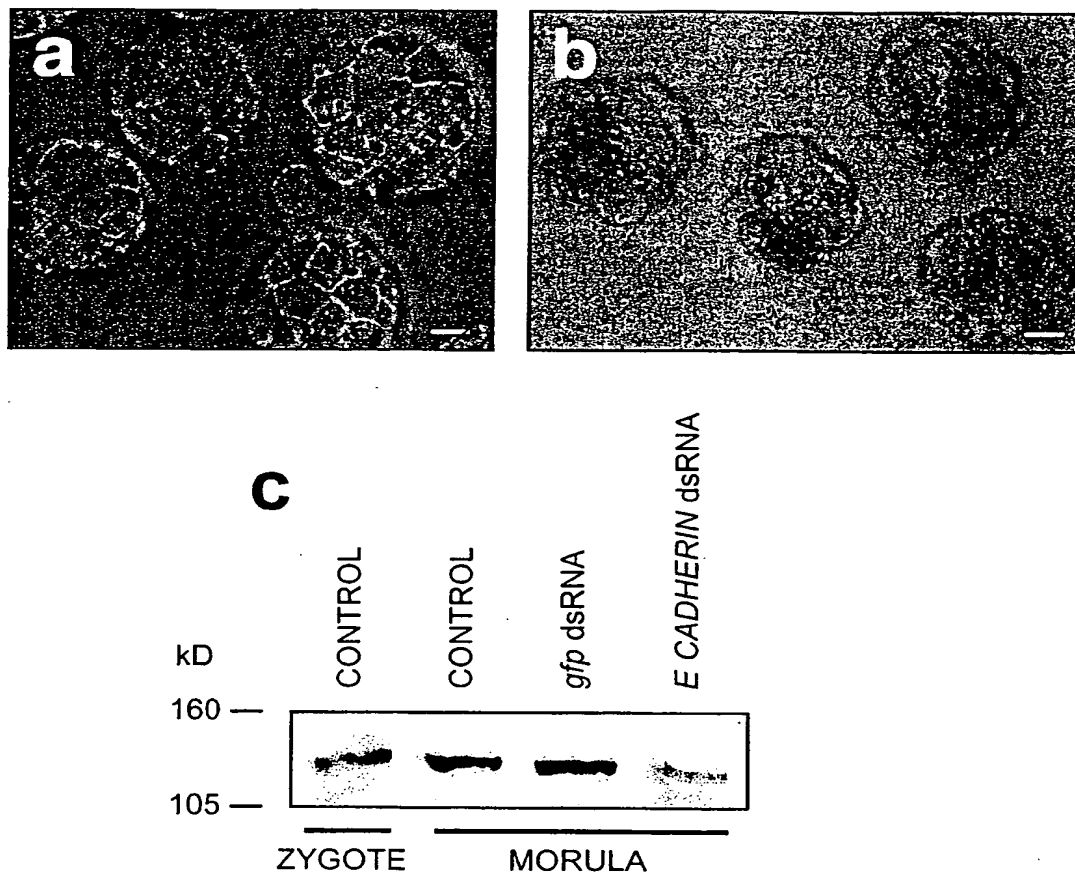 a
b
c
kD
CONTROL
CONTROL
gfp dsRNA
E CADHERIN dsRNA
160
105
ZYGOTE
MORULA